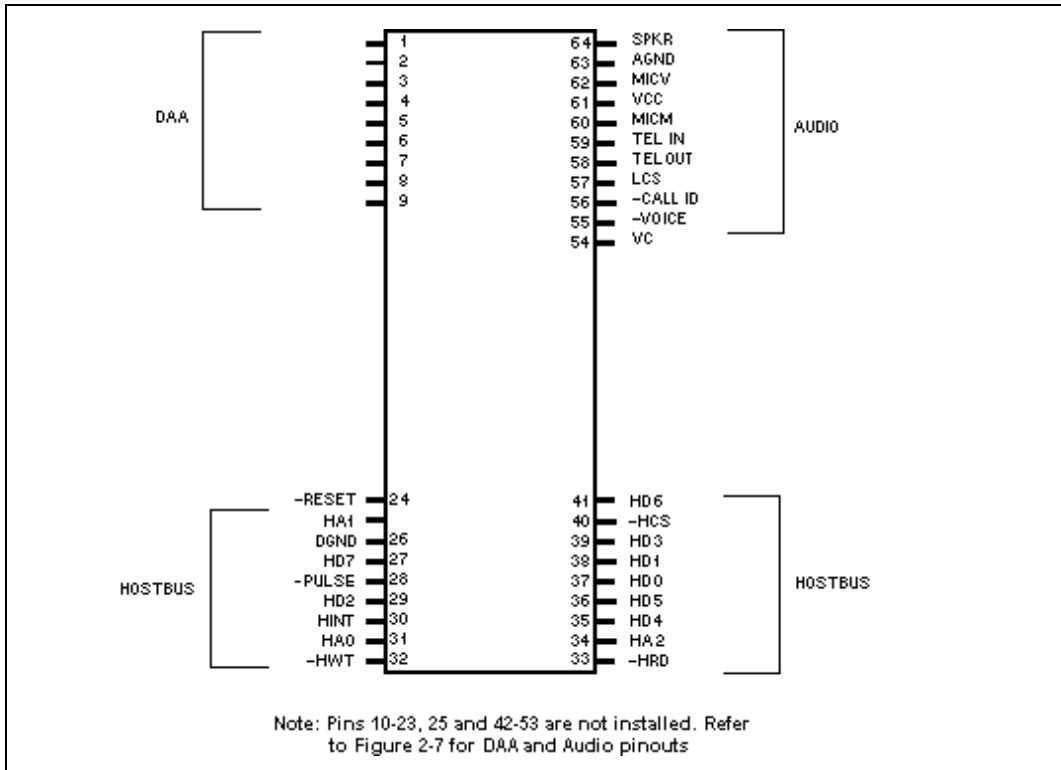 DAA
1
2
3
4
5
6
7
8
9
64 SPKR
63 AGND
62 MICV
61 VCC
60 MICM
59 TEL IN
58 TEL OUT
57 LCS
56 -CALL ID
55 -VOICE
54 VC
AUDIO
HOSTBUS
-RESET 24
HA1
DGND 26
HD7 27
-PULSE 28
HD2 29
HINT 30
HA0 31
-HWT 32
41 HD6
40 -HCS
39 HD3
38 HD1
37 HD0
36 HD5
35 HD4
34 HA2
33 -HRD
HOSTBUS
Note: Pins 10-23, 25 and 42-53 are not installed. Refer
to Figure 2-7 for DAA and Audio pinouts